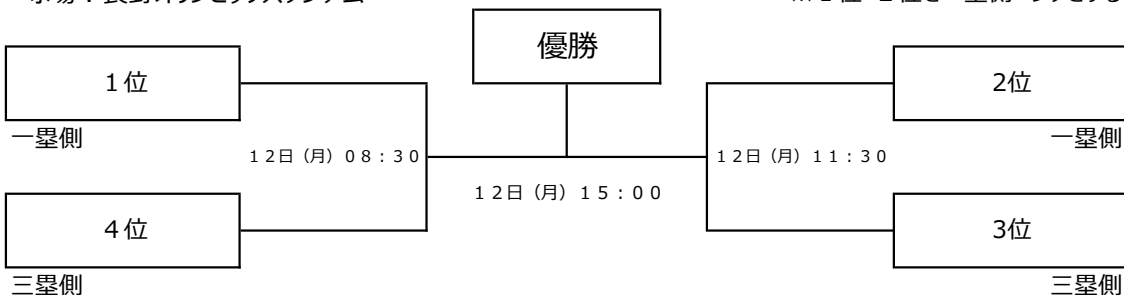 優勝
１位
2位
一塁側
一塁側
１２日（月）０８：３０
１２日（月）１１：３０
１２日（月）１５：００
４位
3位
三塁側
三塁側